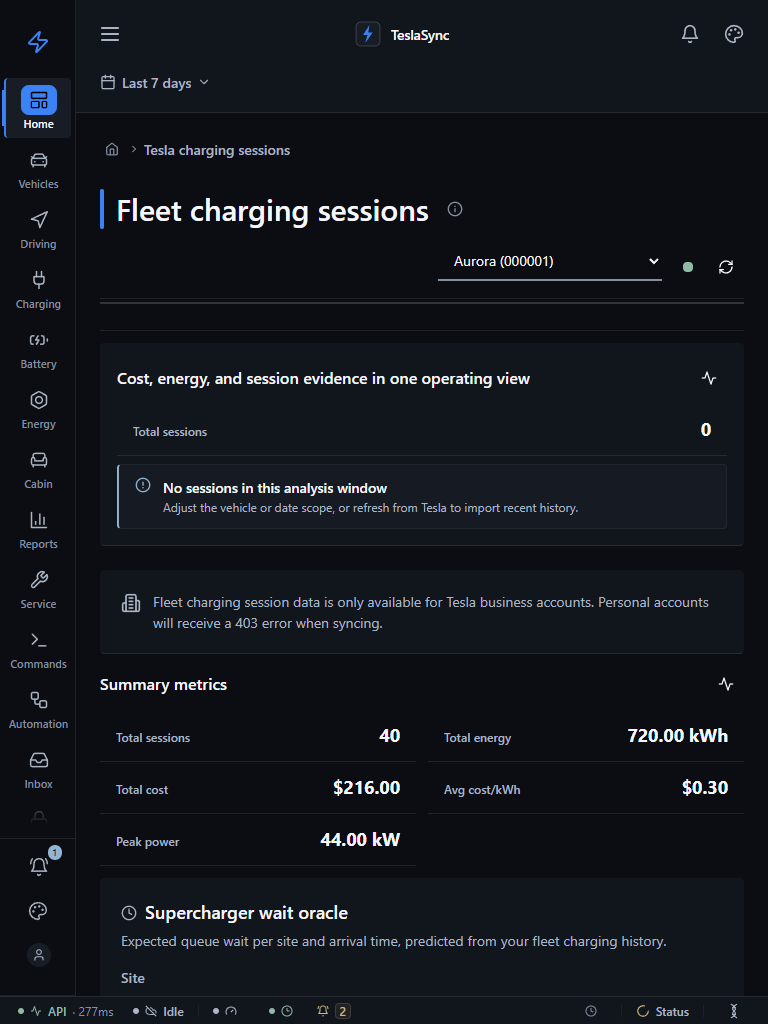 TeslaSync
Last 7 days
Home
Vehicles
Driving
Charging
Battery
Energy
Cabin
Reports
Service
Commands
Automation
Inbox
1
Tesla charging sessions
Fleet charging sessions
Aurora (000001)
Cost, energy, and session evidence in one operating view
Total sessions 0
No sessions in this analysis window
Adjust the vehicle or date scope, or refresh from Tesla to import recent history.
Fleet charging session data is only available for Tesla business accounts. Personal accounts
will receive a 403 error when syncing.
Summary metrics
Total sessions 40 Total energy 720.00 kWh
Total cost $216.00 Avg cost/kWh $0.30
Peak power 44.00 kW
Supercharger wait oracle
Expected queue wait per site and arrival time, predicted from your fleet charging history.
Site
API · 277ms Idle 2 Status